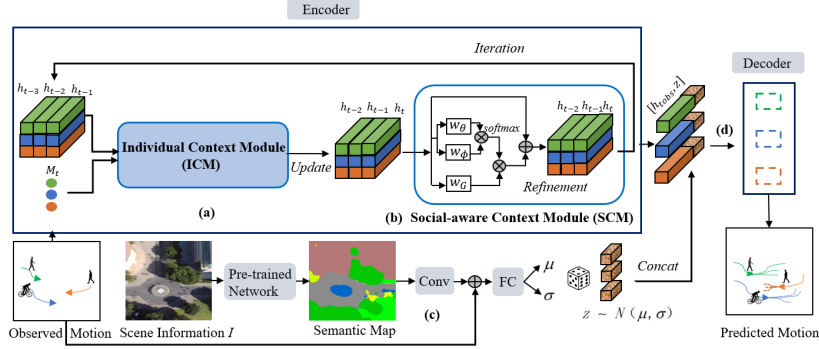 Encoder
Iteration
Decoder
h_{t-3} h_{t-2} h_{t-1}
h_{t-2} h_{t-1} h_t
h_{t-2} h_{t-1} h_t
[h_{tobs}, z]
W_θ
softmax
W_ϕ
W_G
Individual Context Module
(ICM)
Update
Refinement
M_t
(a)
(b) Social-aware Context Module (SCM)
(d)
Pre-trained
Network
Conv
FC
μ
σ
Concat
(c)
z ~ N(μ, σ)
Observed Motion
Scene Information I
Semantic Map
Predicted Motion